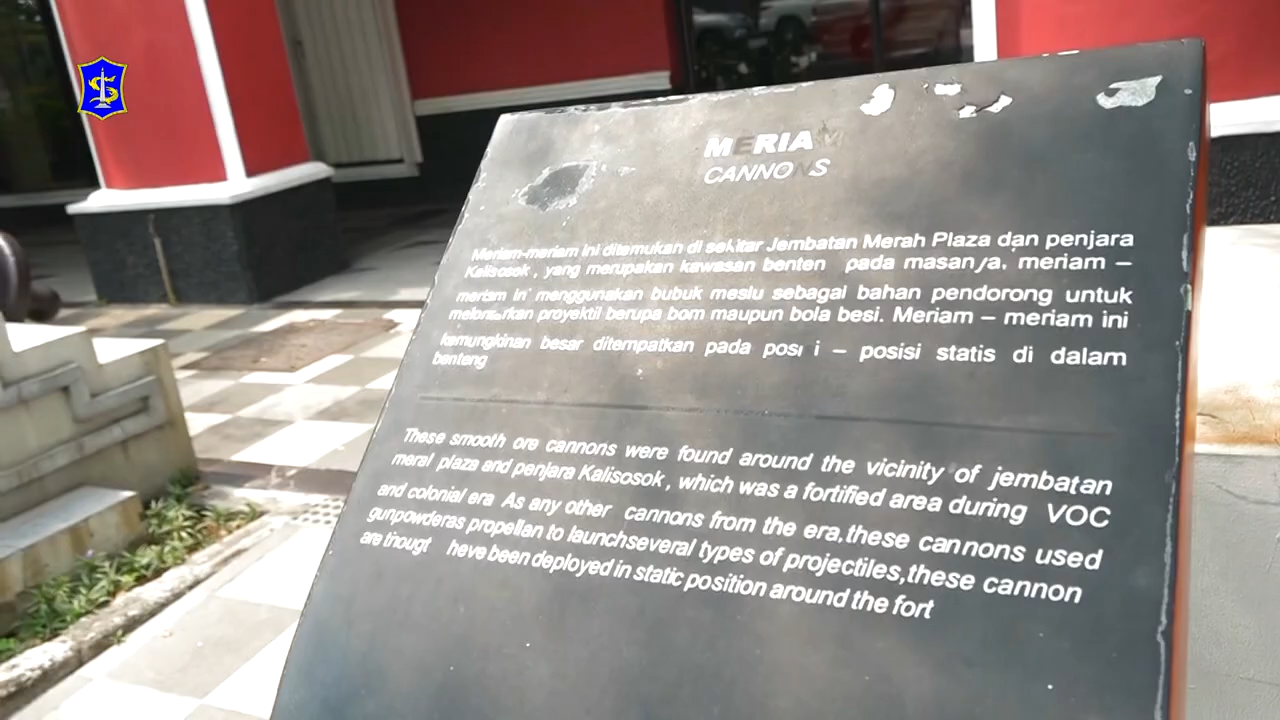 MERIAM
CANNONS
Meriam-meriam ini ditemukan di sekitar Jembatan Merah Plaza dan penjara
Kalisosok , yang merupakan kawasan benten pada masanya. meriam –
meriam ini menggunakan bubuk mesiu sebagai bahan pendorong untuk
melontarkan proyektil berupa bom maupun bola besi. Meriam – meriam ini
kemungkinan besar ditempatkan pada posi i – posisi statis di dalam
benteng
These smooth ore cannons were found around the vicinity of jembatan
meral plaza and penjara Kalisosok , which was a fortified area during VOC
and colonial era As any other cannons from the era,these cannons used
gunpowderas propellan to launchseveral types of projectiles,these cannon
are thougt heve been deployed in static position around the fort